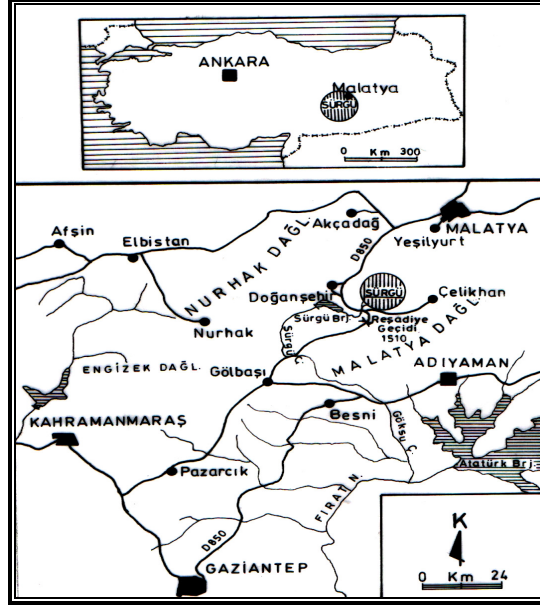 ANKARA
Malatya
SÜRGÜ
0 Km 300
Afşin
Elbistan
Akçadağ
MALATYA
Yeşilyurt
D850
NURHAK DAĞL.
Doğanşehir
SÜRGÜ
Çelikhan
Sürgü Brj.
Reşadiye
Geçidi
1510
Nurhak
Sürgü Ç.
MALATYA DAĞL.
ENGİZEK DAĞL.
Gölbaşı
ADIYAMAN
KAHRAMANMARAŞ
Besni
Göksu Ç.
Pazarcık
Atatürk Brj.
FIRAT N.
D850
GAZİANTEP
K
0 Km 24